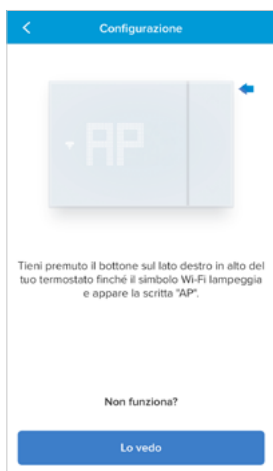 Configurazione
AP
Tieni premuto il bottone sul lato destro in alto del
tuo termostato finché il simbolo Wi-Fi lampeggia
e appare la scritta "AP".
Non funziona?
Lo vedo